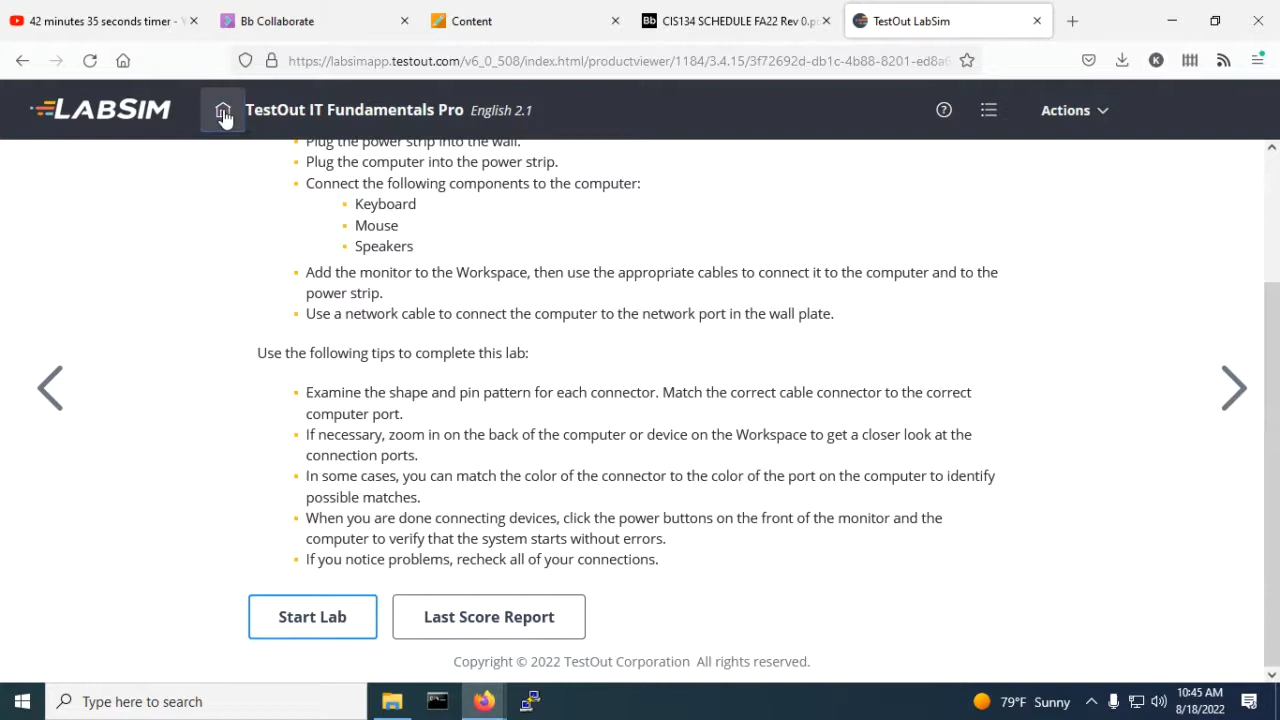 42 minutes 35 seconds timer -
Bb Collaborate
Content
Bb
CIS134 SCHEDULE FA22 Rev 0.p
TestOut LabSim
https://labsimapp.testout.com/v6_0_508/index.html/productviewer/1184/3.4.15/3f72692d-db1c-4b88-8201-ed8a6
K
LABSIM
TestOut IT Fundamentals Pro English 2.1
Actions
Plug the power strip into the wall.
Plug the computer into the power strip.
Connect the following components to the computer:
Keyboard
Mouse
Speakers
Add the monitor to the Workspace, then use the appropriate cables to connect it to the computer and to the
power strip.
Use a network cable to connect the computer to the network port in the wall plate.
Use the following tips to complete this lab:
Examine the shape and pin pattern for each connector. Match the correct cable connector to the correct
computer port.
If necessary, zoom in on the back of the computer or device on the Workspace to get a closer look at the
connection ports.
In some cases, you can match the color of the connector to the color of the port on the computer to identify
possible matches.
When you are done connecting devices, click the power buttons on the front of the monitor and the
computer to verify that the system starts without errors.
If you notice problems, recheck all of your connections.
Start Lab
Last Score Report
Copyright © 2022 TestOut Corporation All rights reserved.
Type here to search
79°F Sunny
10:45 AM
8/18/2022